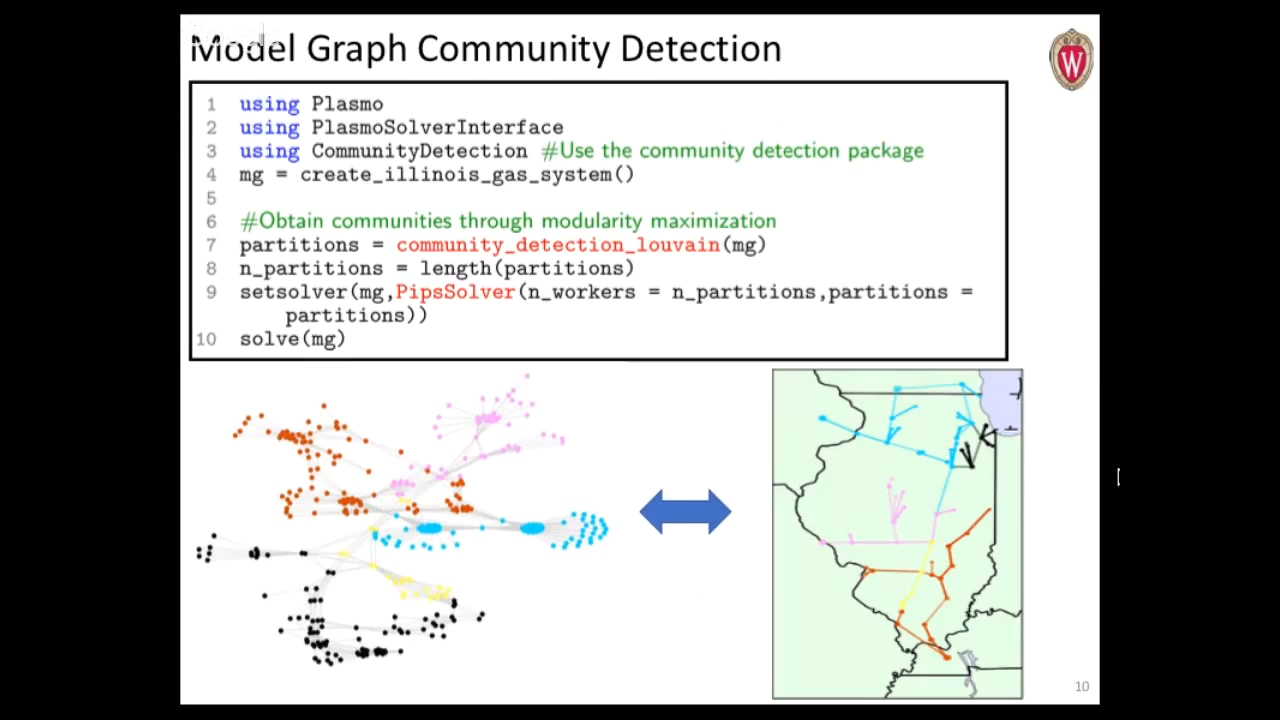 Model Graph Community Detection
W
1 using Plasmo
2 using PlasmoSolverInterface
3 using CommunityDetection #Use the community detection package
4 mg = create_illinois_gas_system()
5
6 #Obtain communities through modularity maximization
7 partitions = community_detection_louvain(mg)
8 n_partitions = length(partitions)
9 setsolver(mg,PipsSolver(n_workers = n_partitions,partitions =
partitions))
10 solve(mg)
10